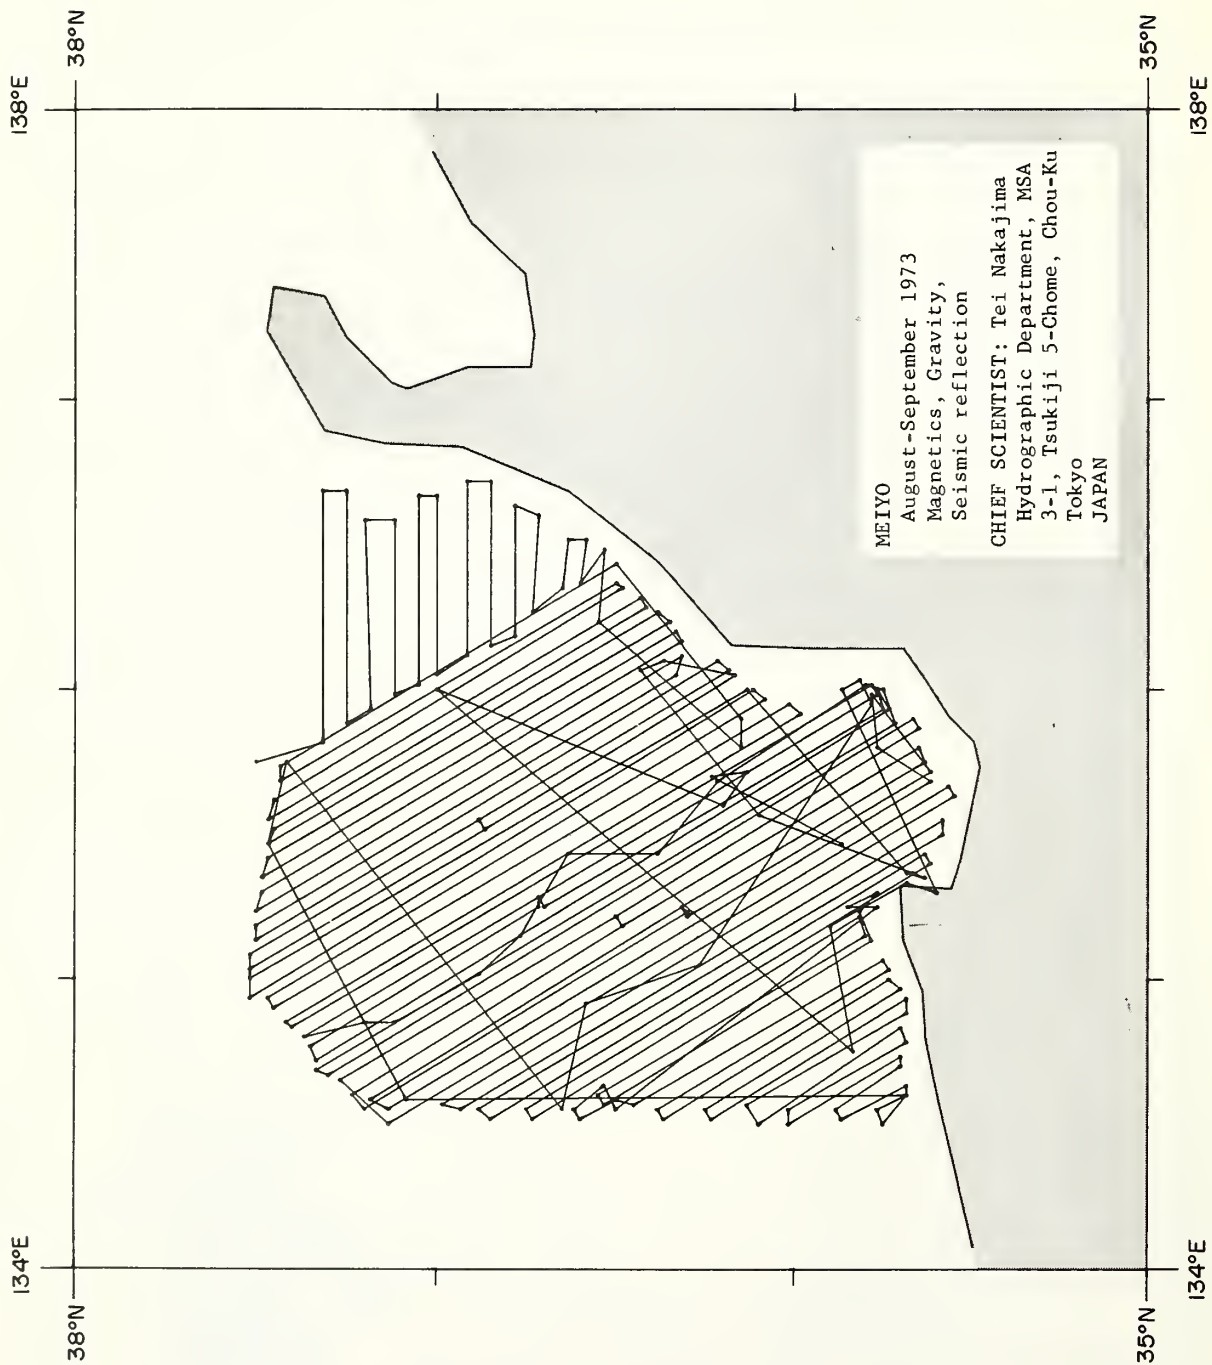 138°E
38°N
134°E
38°N
MEIYO
August-September 1973
Magnetics, Gravity,
Seismic reflection
CHIEF SCIENTIST: Tei Nakajima
Hydrographic Department, MSA
3-1, Tsukiji 5-Chome, Chou-Ku
Tokyo
JAPAN
35°N
138°E
35°N
134°E